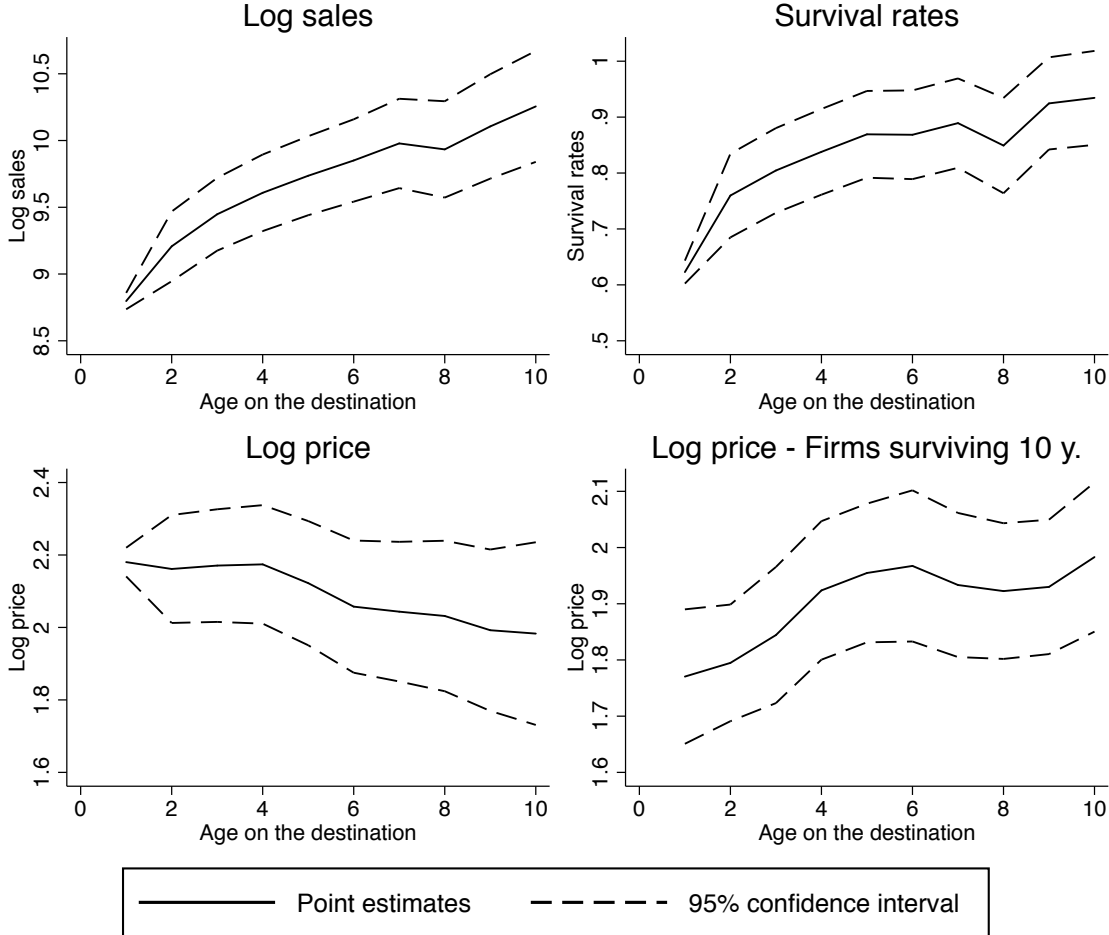 Log sales
Log sales
8.5 9 9.5 10 10.5
0 2 4 6 8 10
Age on the destination
Survival rates
Survival rates
.5 .6 .7 .8 .9 1
0 2 4 6 8 10
Age on the destination
Log price
Log price
1.6 1.8 2 2.2 2.4
0 2 4 6 8 10
Age on the destination
Log price - Firms surviving 10 y.
Log price
1.6 1.7 1.8 1.9 2 2.1
0 2 4 6 8 10
Age on the destination
Point estimates
95% confidence interval